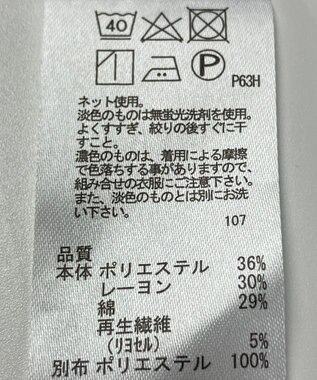 40
P
P63H
ネット使用。
淡色のものは無蛍光洗剤を使用。
よくすすぎ、絞りの後すぐに干
すこと。
濃色のものは、着用による摩擦
で色落ちする事がありますので、
組み合せの衣服にご注意下さい。
また、淡色のものとは別にお洗
い下さい。
107
品質
本体 ポリエステル 36%
レーヨン 30%
綿 29%
再生繊維
(リヨセル) 5%
別布 ポリエステル 100%